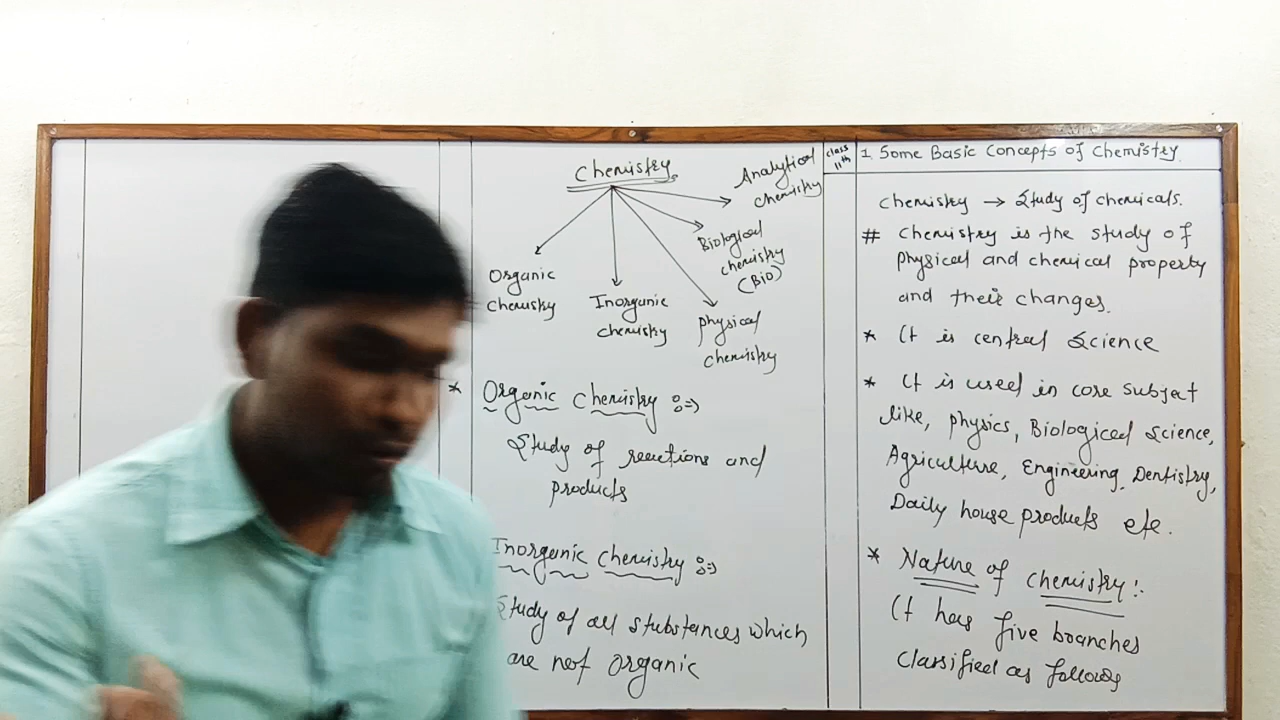 class 11th
1. Some Basic Concepts of Chemistry
Chemistry → Study of chemicals.
# Chemistry is the study of
physical and chemical property
and their changes.
* It is central Science
* It is used in core subject
like, physics, Biological Science,
Agriculture, Engineering, Dentistry,
Daily house products etc.
* Nature of Chemistry:.
It has five branches
classified as follows
Chemistry
Organic
chemistry
Inorganic
chemistry
physical
chemistry
Biological
chemistry
(Bio)
Analytical
chemistry
* Organic Chemistry :⇒
Study of reactions and
products
Inorganic Chemistry :⇒
Study of all substances which
are not organic